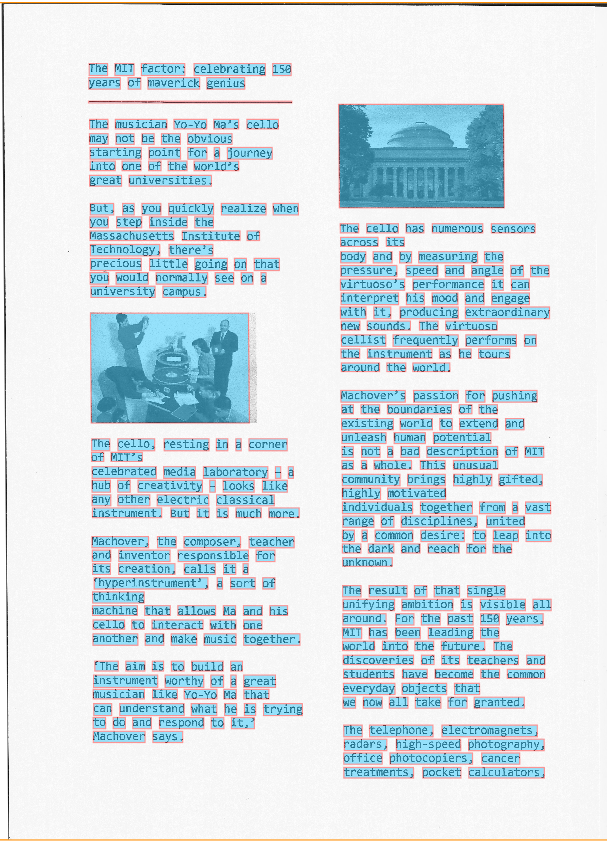 The MIT factor: celebrating 150
years of maverick genius
The musician Yo-Yo Ma's cello
may not be the obvious
starting point for a journey
into one of the world's
great universities.
But, as you quickly realize when
you step inside the
Massachusetts Institute of
Technology, there's
precious little going on that
you would normally see on a
university campus.
The cello, resting in a corner
of MIT's
celebrated media laboratory – a
hub of creativity – looks like
any other electric classical
instrument. But it is much more.
Machover, the composer, teacher
and inventor responsible for
its creation, calls it a
'hyperinstrument', a sort of
thinking
machine that allows Ma and his
cello to interact with one
another and make music together.
'The aim is to build an
instrument worthy of a great
musician like Yo-Yo Ma that
can understand what he is trying
to do and respond to it,'
Machover says.
The cello has numerous sensors
across its
body and by measuring the
pressure, speed and angle of the
virtuoso's performance it can
interpret his mood and engage
with it, producing extraordinary
new sounds. The virtuoso
cellist frequently performs on
the instrument as he tours
around the world.
Machover's passion for pushing
at the boundaries of the
existing world to extend and
unleash human potential
is not a bad description of MIT
as a whole. This unusual
community brings highly gifted,
highly motivated
individuals together from a vast
range of disciplines, united
by a common desire: to leap into
the dark and reach for the
unknown.
The result of that single
unifying ambition is visible all
around. For the past 150 years,
MIT has been leading the
world into the future. The
discoveries of its teachers and
students have become the common
everyday objects that
we now all take for granted.
The telephone, electromagnets,
radars, high-speed photography,
office photocopiers, cancer
treatments, pocket calculators,